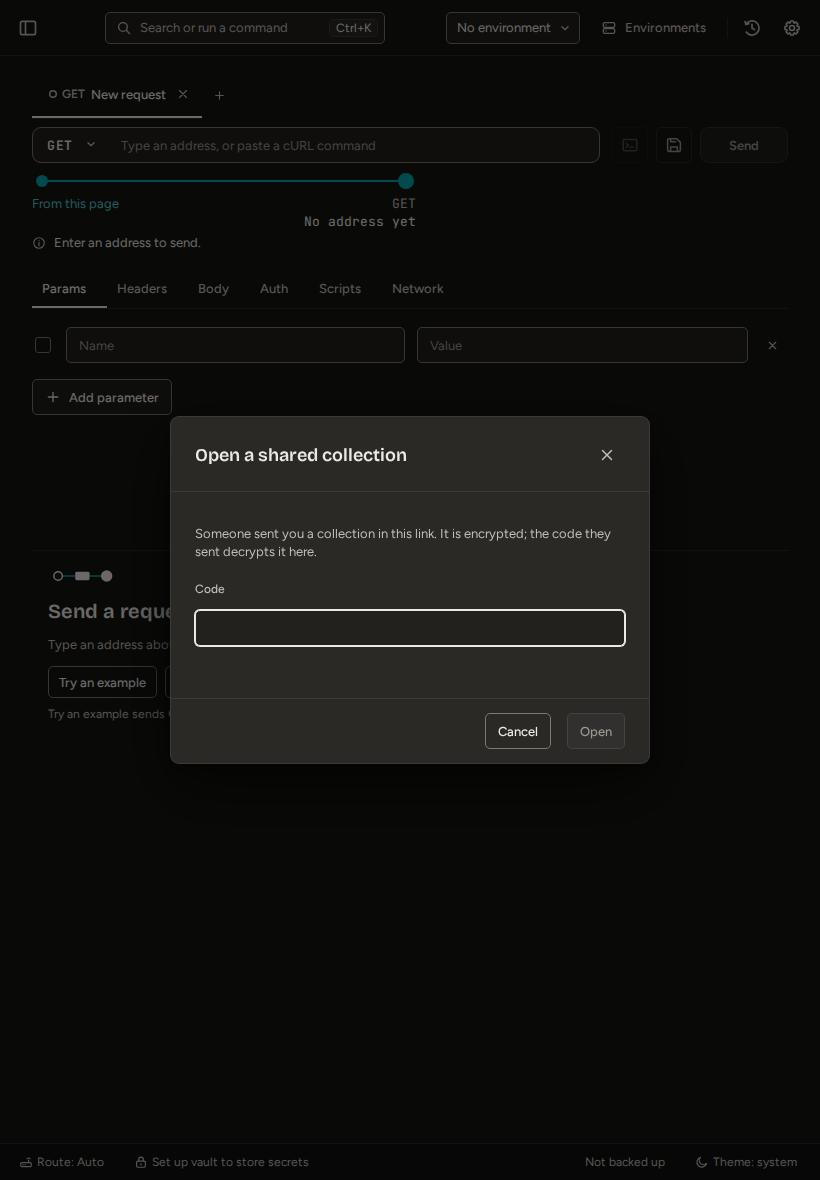 Search or run a command Ctrl+K No environment Environments
GET New request
GET Type an address, or paste a cURL command Send
From this page GET
No address yet
Enter an address to send.
Params Headers Body Auth Scripts Network
Name Value
Add parameter
Open a shared collection
Someone sent you a collection in this link. It is encrypted; the code they
sent decrypts it here.
Code
Cancel Open
Send a reque
Type an address abo
Try an example
Try an example sends
Route: Auto Set up vault to store secrets Not backed up Theme: system